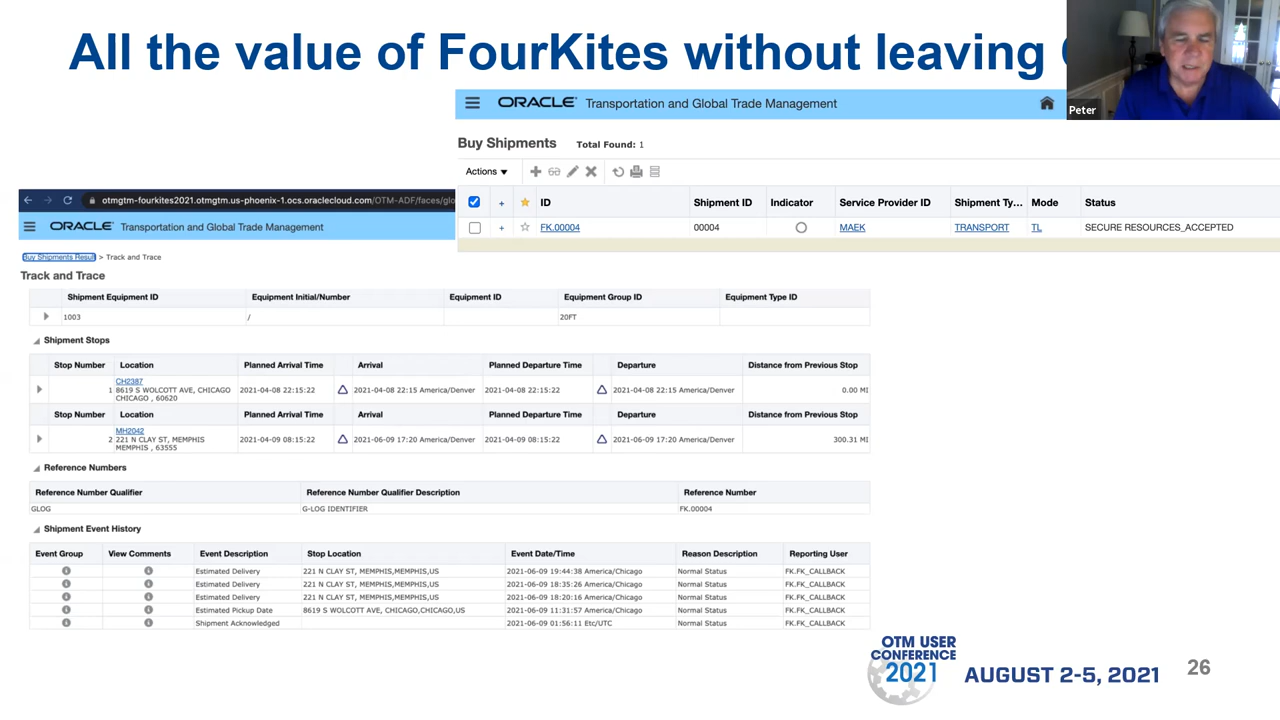 All the value of FourKites without leaving
Peter
ORACLE Transportation and Global Trade Management
Buy Shipments Total Found: 1
Actions
ID Shipment ID Indicator Service Provider ID Shipment Ty... Mode Status
FK.00004 00004 MAEK TRANSPORT TL SECURE RESOURCES_ACCEPTED
otmgtm-fourkites2021.otmgtm.us-phoenix-1.ocs.oraclecloud.com/OTM-ADF/faces/glo
ORACLE Transportation and Global Trade Management
Buy Shipments Result > Track and Trace
Track and Trace
Shipment Equipment ID Equipment Initial/Number Equipment ID Equipment Group ID Equipment Type ID
1003 / 20FT
Shipment Stops
Stop Number Location Planned Arrival Time Arrival Planned Departure Time Departure Distance from Previous Stop
CH2387
1 8619 S WOLCOTT AVE, CHICAGO 2021-04-08 22:15:22 2021-04-08 22:15 America/Denver 2021-04-08 22:15:22 2021-04-08 22:15 America/Denver 0.00 MI
CHICAGO , 60620
Stop Number Location Planned Arrival Time Arrival Planned Departure Time Departure Distance from Previous Stop
MH2042
2 221 N CLAY ST, MEMPHIS 2021-04-09 08:15:22 2021-06-09 17:20 America/Denver 2021-04-09 08:15:22 2021-06-09 17:20 America/Denver 300.31 MI
MEMPHIS , 63555
Reference Numbers
Reference Number Qualifier Reference Number Qualifier Description Reference Number
GLOG G-LOG IDENTIFIER FK.00004
Shipment Event History
Event Group View Comments Event Description Stop Location Event Date/Time Reason Description Reporting User
Estimated Delivery 221 N CLAY ST, MEMPHIS,MEMPHIS,US 2021-06-09 19:44:38 America/Chicago Normal Status FK.FK_CALLBACK
Estimated Delivery 221 N CLAY ST, MEMPHIS,MEMPHIS,US 2021-06-09 18:35:26 America/Chicago Normal Status FK.FK_CALLBACK
Estimated Delivery 221 N CLAY ST, MEMPHIS,MEMPHIS,US 2021-06-09 18:20:16 America/Chicago Normal Status FK.FK_CALLBACK
Estimated Pickup Date 8619 S WOLCOTT AVE, CHICAGO,CHICAGO,US 2021-06-09 11:31:57 America/Chicago Normal Status FK.FK_CALLBACK
Shipment Acknowledged 2021-06-09 01:56:11 Etc/UTC Normal Status FK.FK_CALLBACK
OTM USER
CONFERENCE
2021 AUGUST 2-5, 2021 26